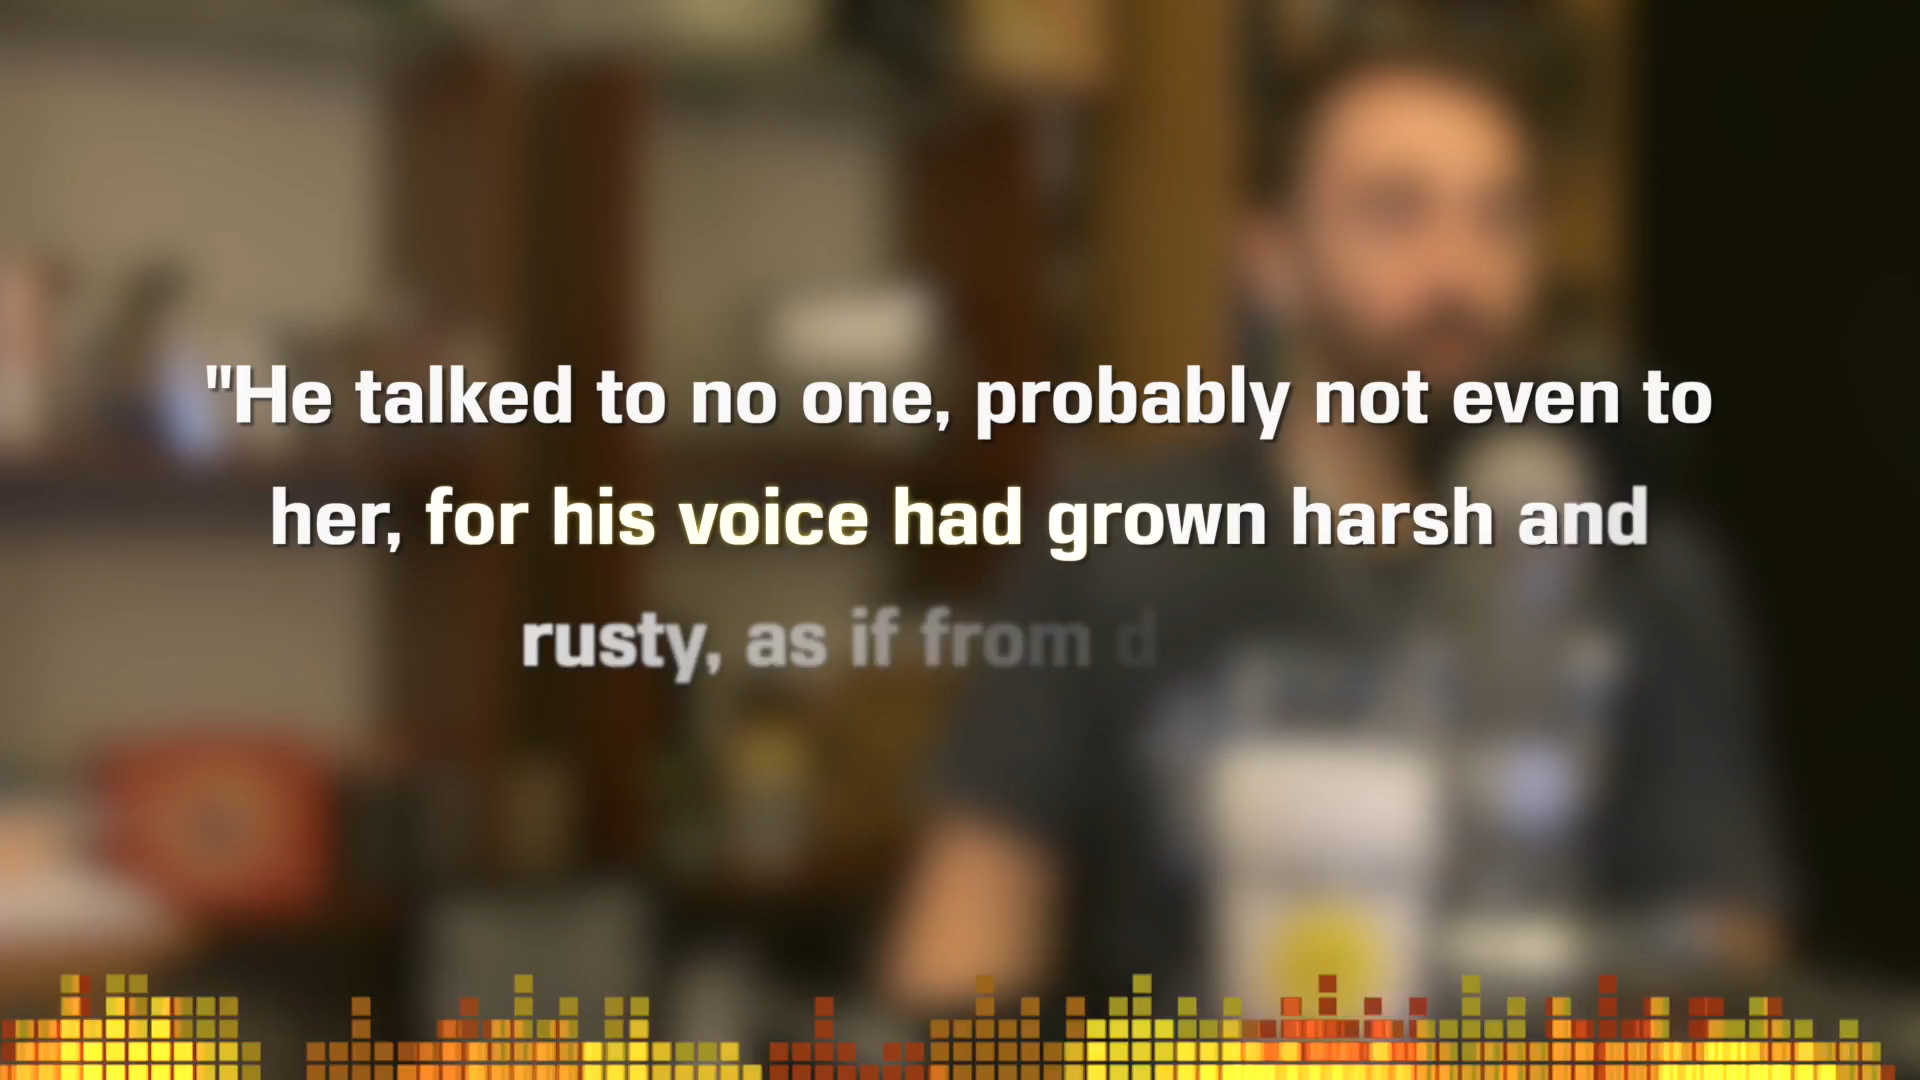 "He talked to no one, probably not even to
her, for his voice had grown harsh and
rusty, as if from d